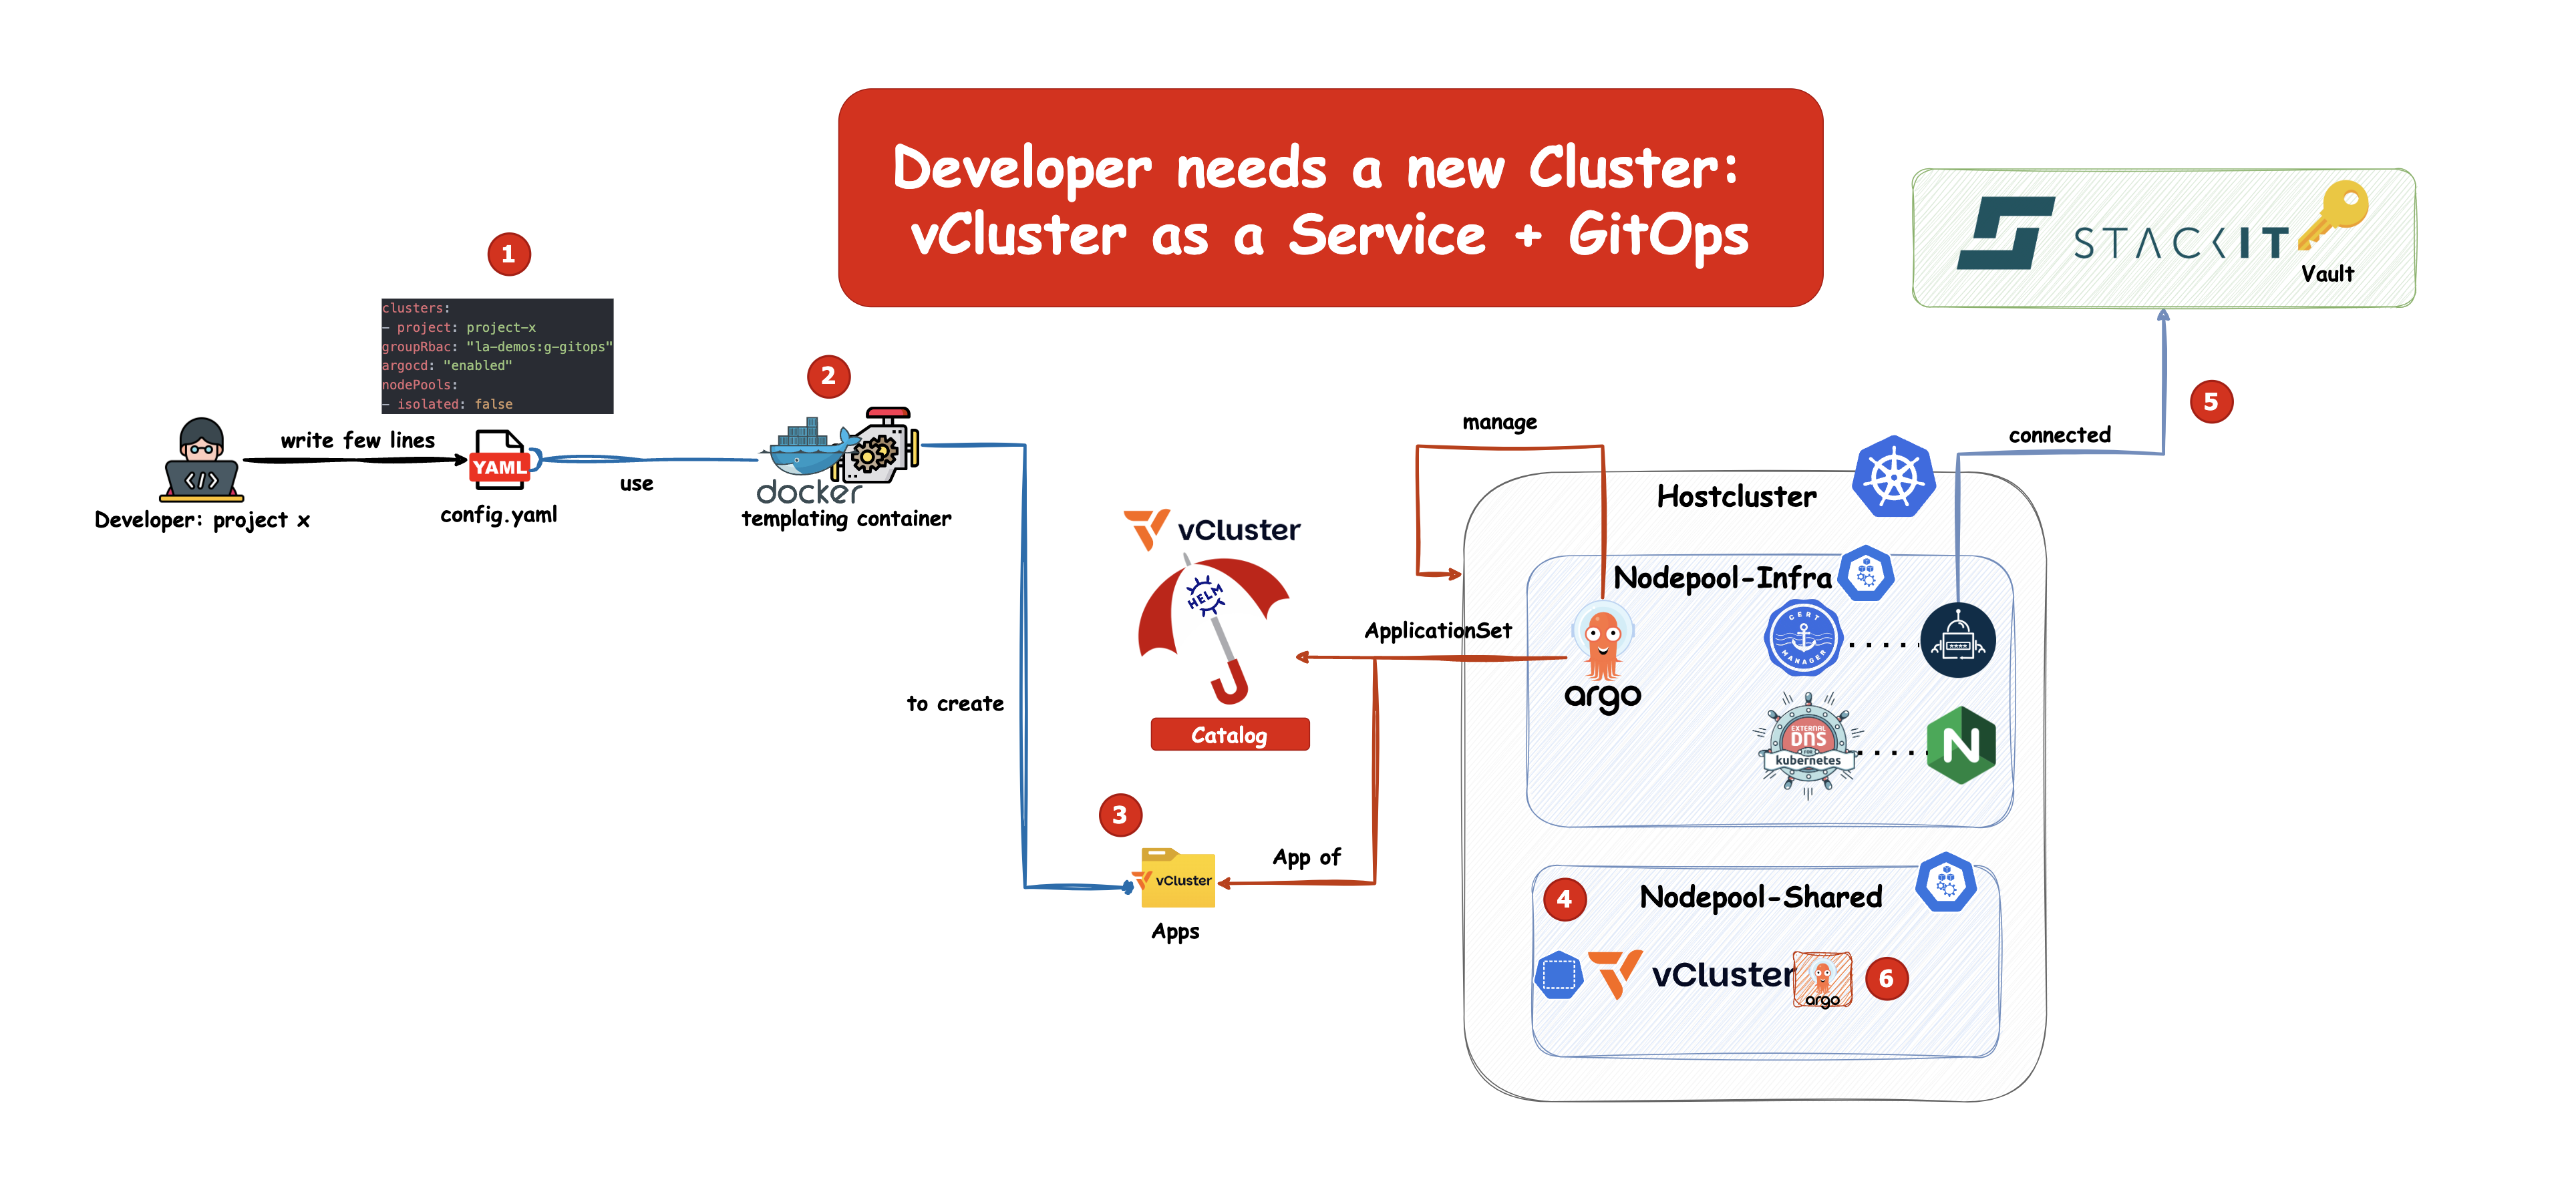 Developer needs a new Cluster:
vCluster as a Service + GitOps
STACKIT
Vault
1
clusters:
- project: project-x
groupRbac: "la-demos:g-gitops"
argocd: "enabled"
nodePools:
- isolated: false
2
5
write few lines
YAML
use
docker
templating container
Developer: project x
config.yaml
manage
connected
Hostcluster
vCluster
HELM
Nodepool-Infra
ApplicationSet
argo
CERT
MANAGER
****
to create
Catalog
EXTERNAL
DNS
FOR
kubernetes
N
3
App of
vCluster
Apps
4
Nodepool-Shared
vCluster
argo
6